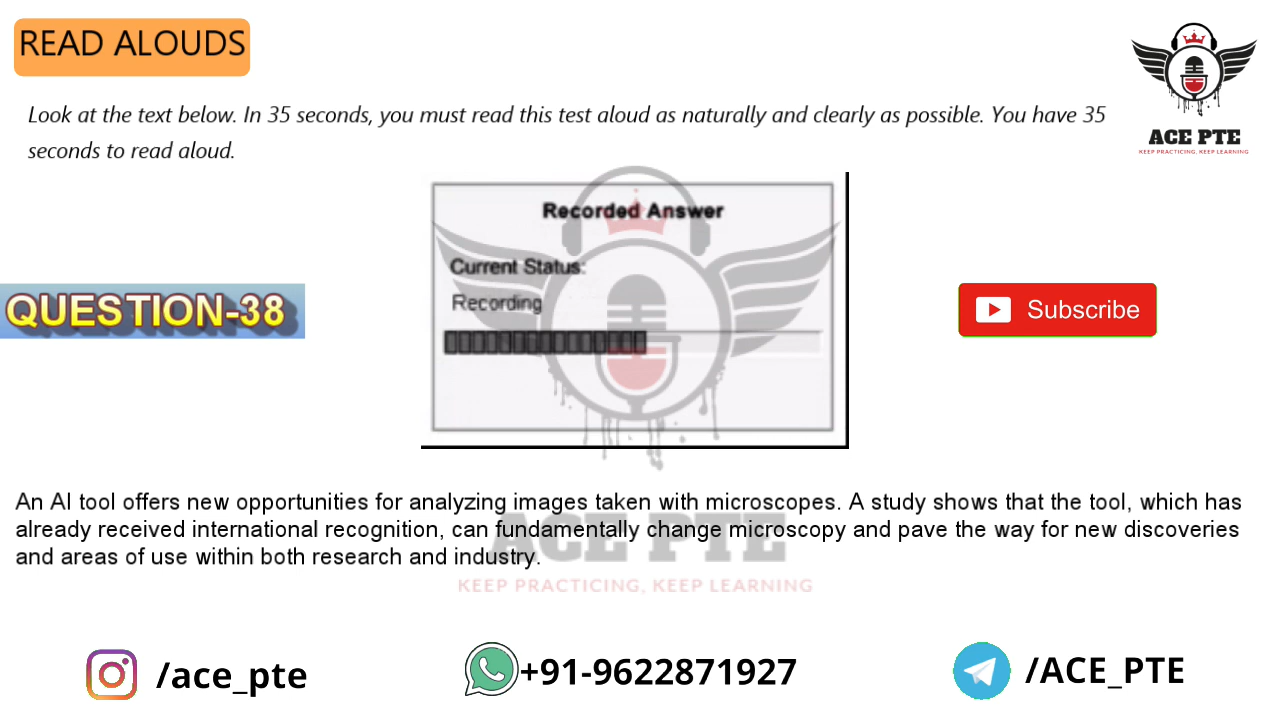 READ ALOUDS
Look at the text below. In 35 seconds, you must read this test aloud as naturally and clearly as possible. You have 35
seconds to read aloud.
ACE PTE
KEEP PRACTICING, KEEP LEARNING
Recorded Answer
Current Status:
Recording
QUESTION-38
Subscribe
An AI tool offers new opportunities for analyzing images taken with microscopes. A study shows that the tool, which has
already received international recognition, can fundamentally change microscopy and pave the way for new discoveries
and areas of use within both research and industry.
ACE PTE
KEEP PRACTICING, KEEP LEARNING
/ace_pte
+91-9622871927
/ACE_PTE